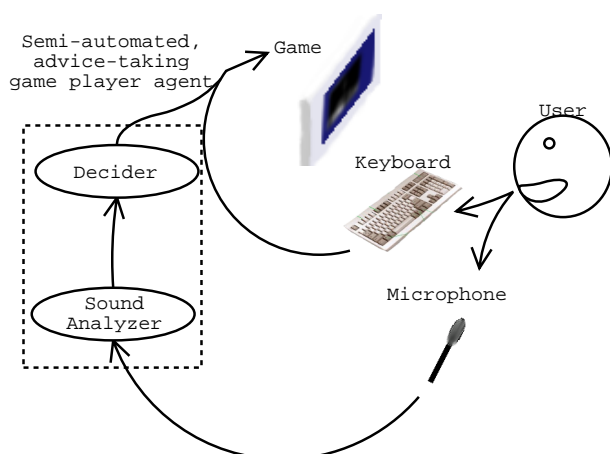 Semi-automated,
advice-taking
game player agent
Game
User
Keyboard
Decider
Microphone
Sound
Analyzer